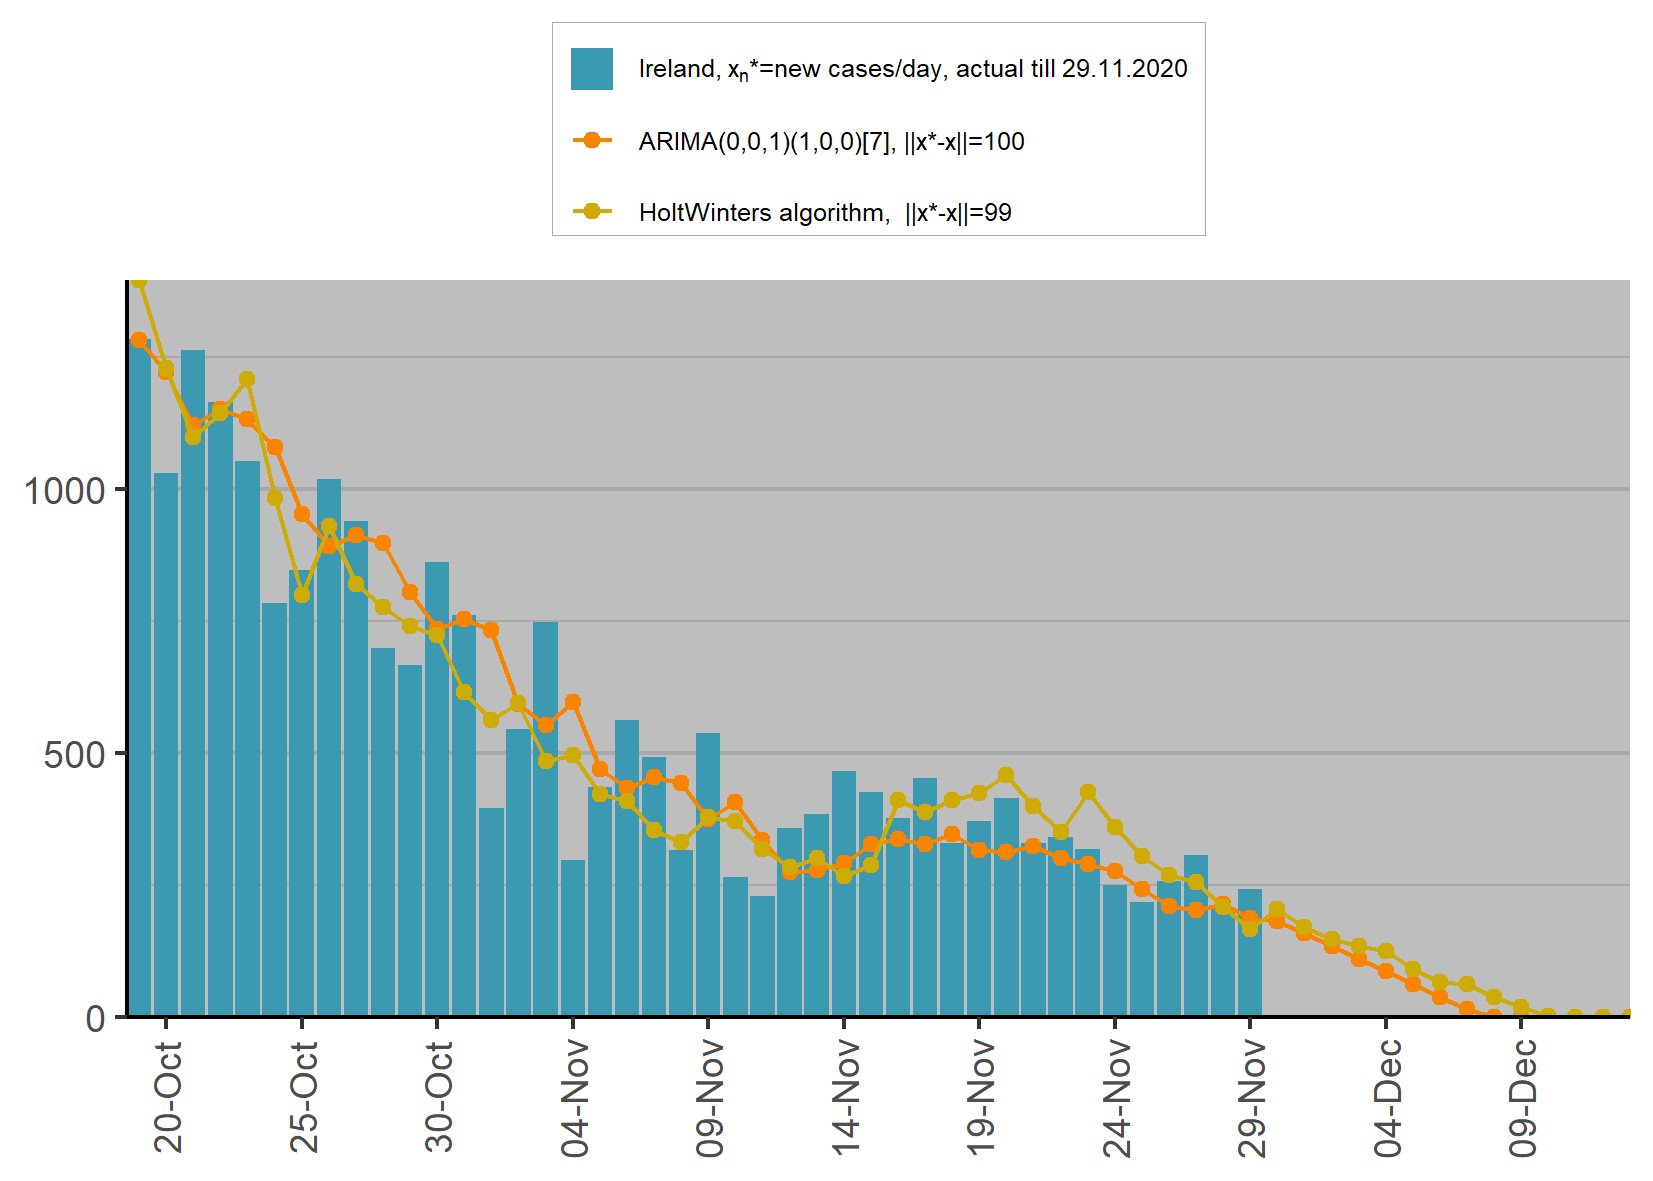 Ireland, xn*=new cases/day, actual till 29.11.2020
ARIMA(0,0,1)(1,0,0)[7], ||x*-x||=100
HoltWinters algorithm,  ||x*-x||=99
1000
500
0
20-Oct
25-Oct
30-Oct
04-Nov
09-Nov
14-Nov
19-Nov
24-Nov
29-Nov
04-Dec
09-Dec